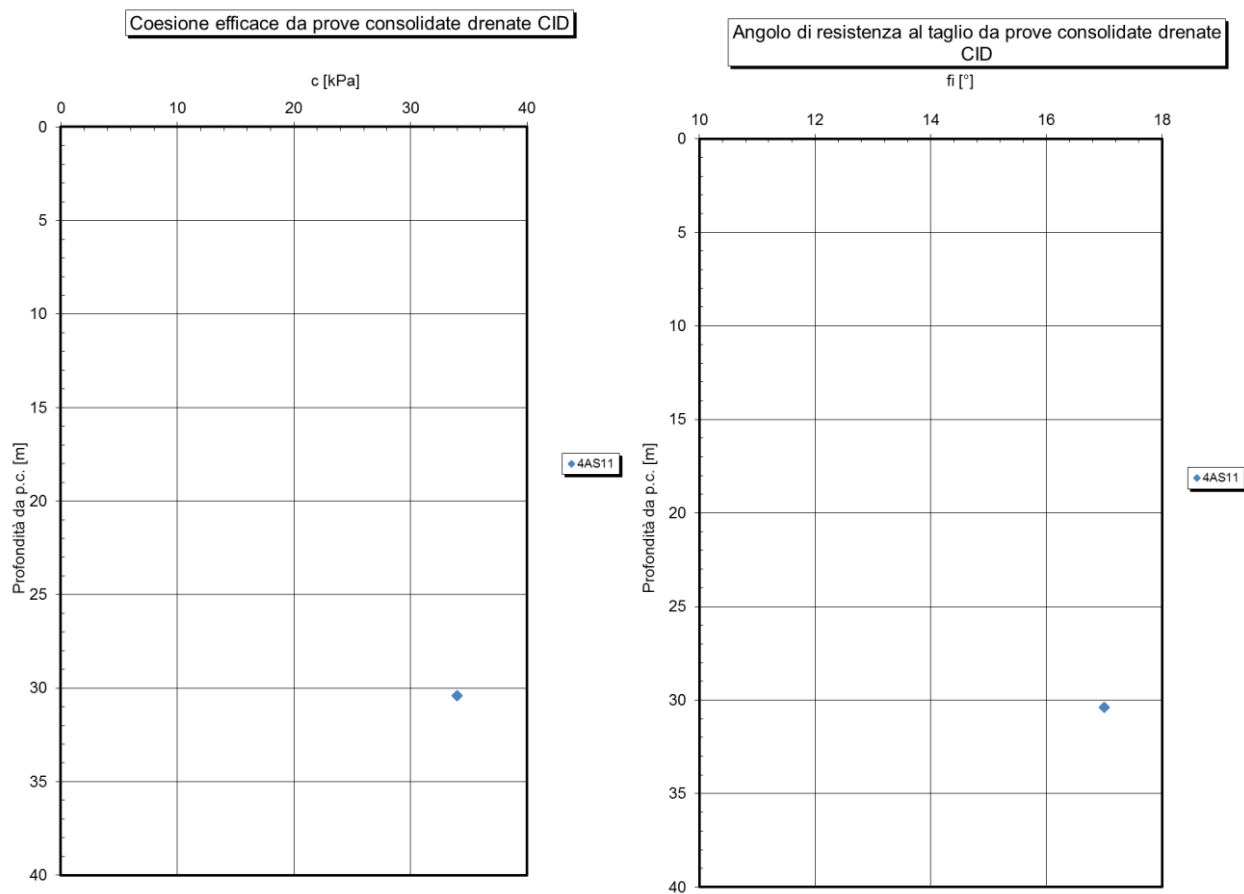 Coesione efficace da prove consolidate drenate CID
c [kPa]
0 10 20 30 40
0
5
10
15
20
25
30
35
40
Profondità da p.c. [m]
4AS11
Angolo di resistenza al taglio da prove consolidate drenate
CID
fi [°]
10 12 14 16 18
0
5
10
15
20
25
30
35
40
Profondità da p.c. [m]
4AS11